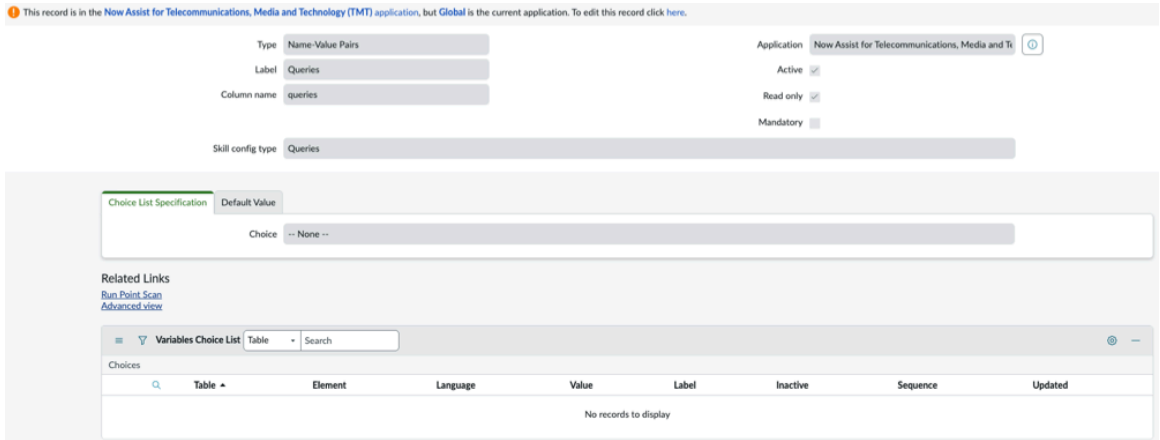 This record is in the Now Assist for Telecommunications, Media and Technology (TMT) application, but Global is the current application. To edit this record click here.
Type Name-Value Pairs
Application Now Assist for Telecommunications, Media and Te
Label Queries
Active
Column name queries
Read only
Mandatory
Skill config type Queries
Choice List Specification Default Value
Choice -- None --
Related Links
Run Point Scan
Advanced view
Variables Choice List Table Search
Choices
Table Element Language Value Label Inactive Sequence Updated
No records to display